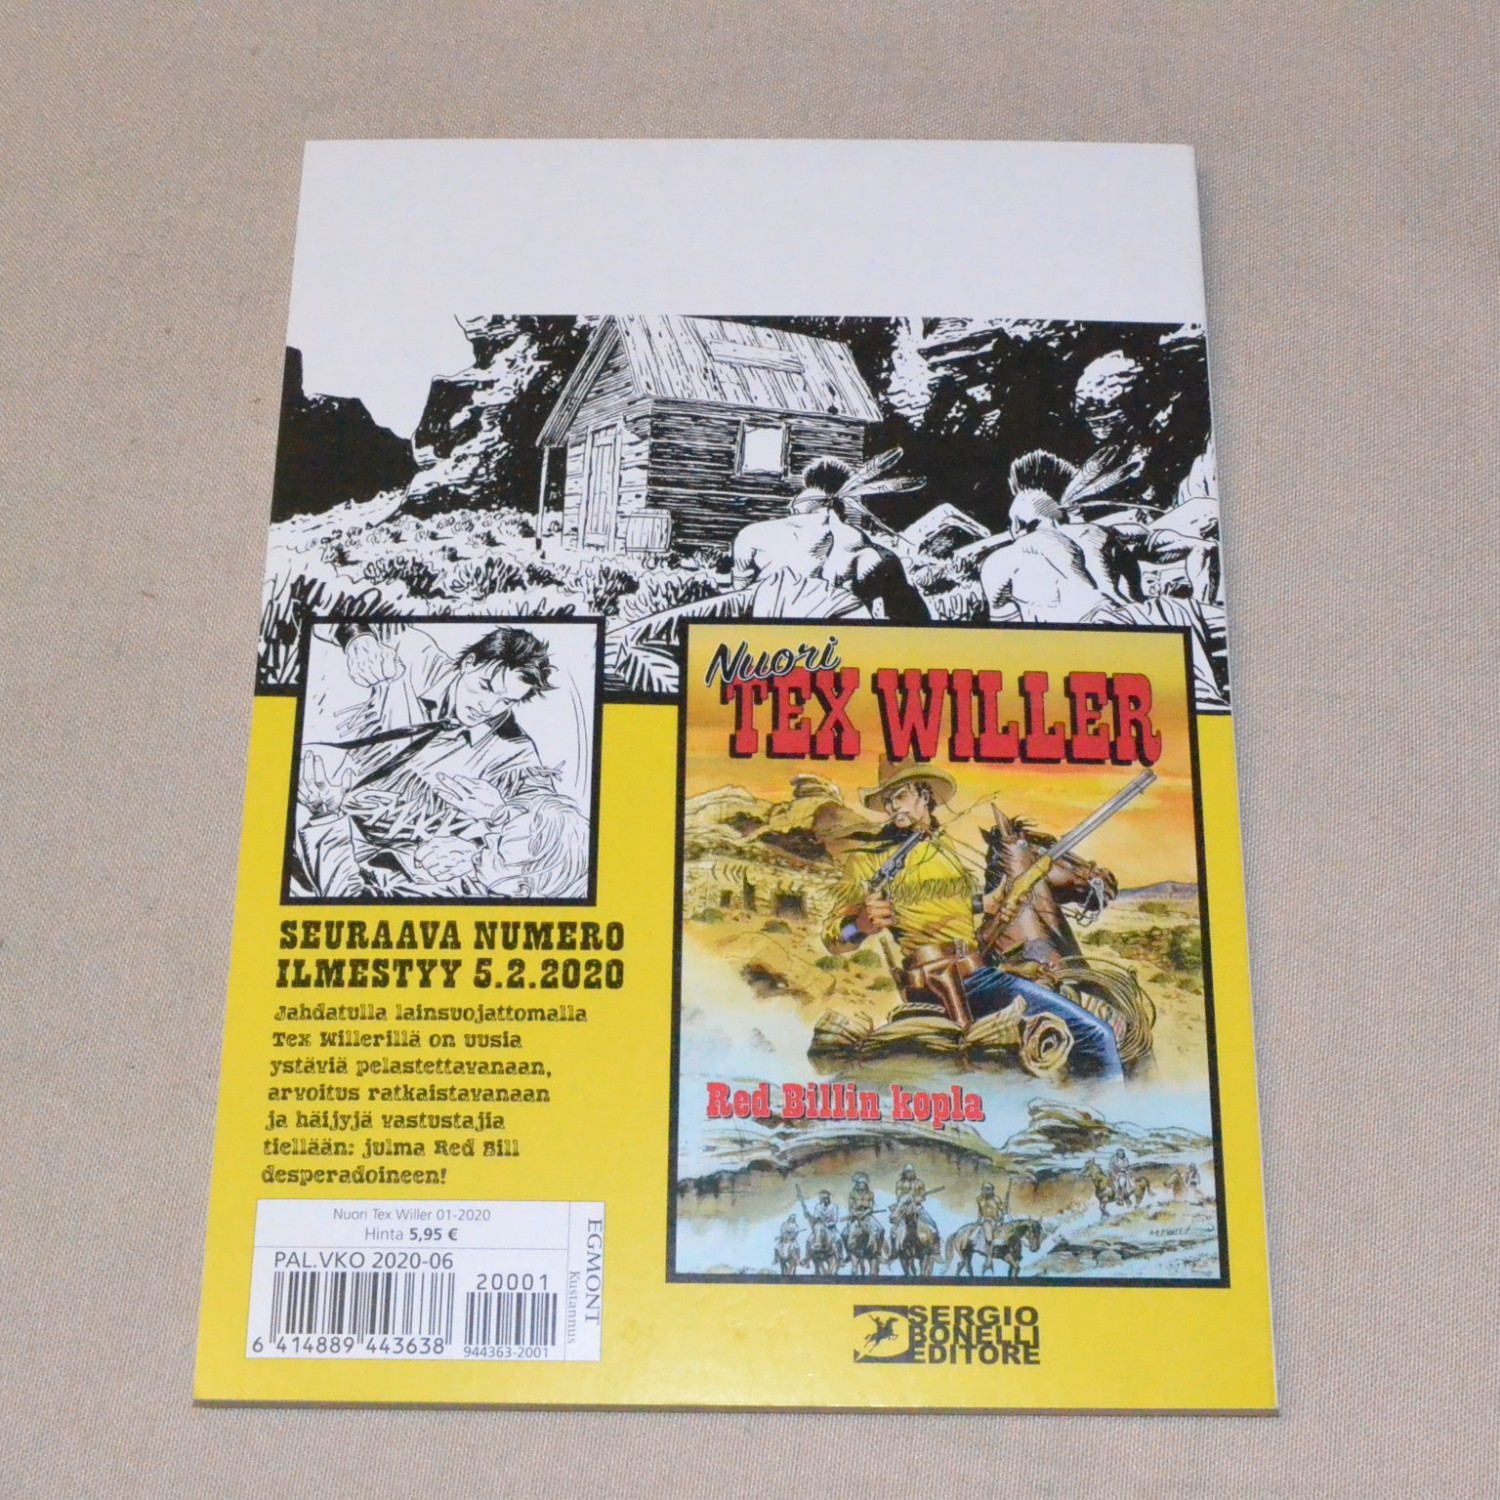 Nuori
TEX WILLER
Red Billin kopla
SEURAAVA NUMERO
ILMESTYY 5.2.2020
Jahdatulla lainsuojattomalla
Tex Willerillä on uusia
ystäviä pelastettavanaan,
arvoitus ratkaistavanaan
ja häijyjä vastustajia
tiellään: julma Red Bill
desperadoineen!
Nuori Tex Willer 01-2020
Hinta 5,95 €
PAL.VKO 2020-06
20001
6 414889 443638
944363-2001
EGMONT
Kustannus
SERGIO
BONELLI
EDITORE